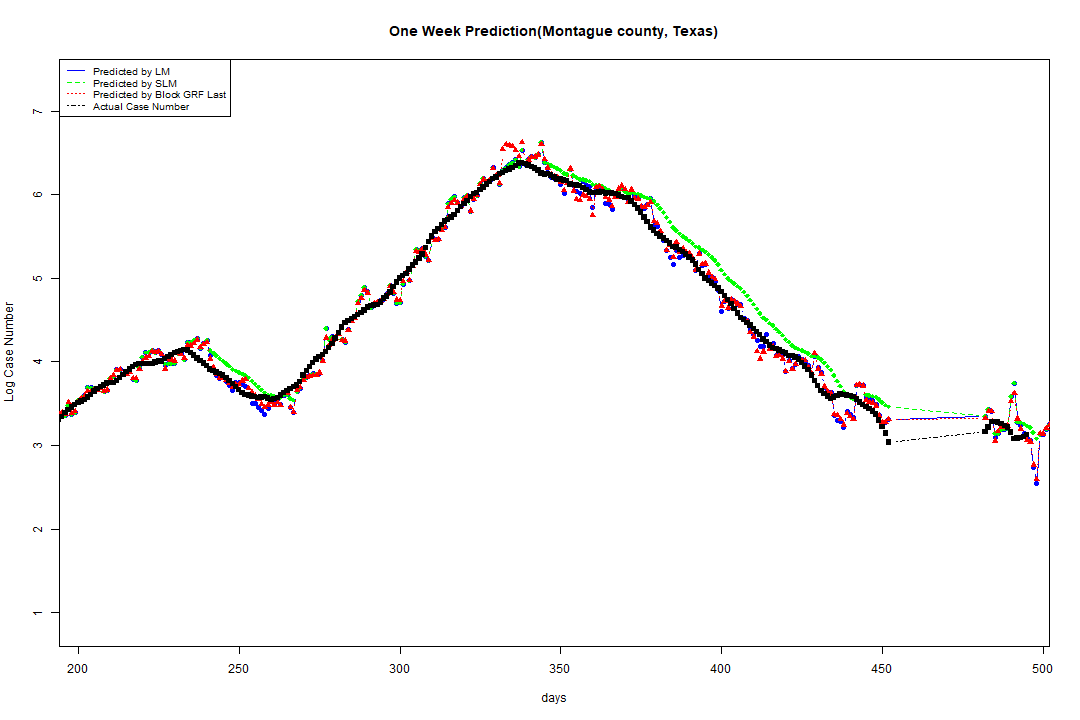 One Week Prediction(Montague county, Texas)
Predicted by LM
Predicted by SLM
Predicted by Block GRF Last
Actual Case Number
Log Case Number
7
6
5
4
3
2
1
200 250 300 350 400 450 500
days